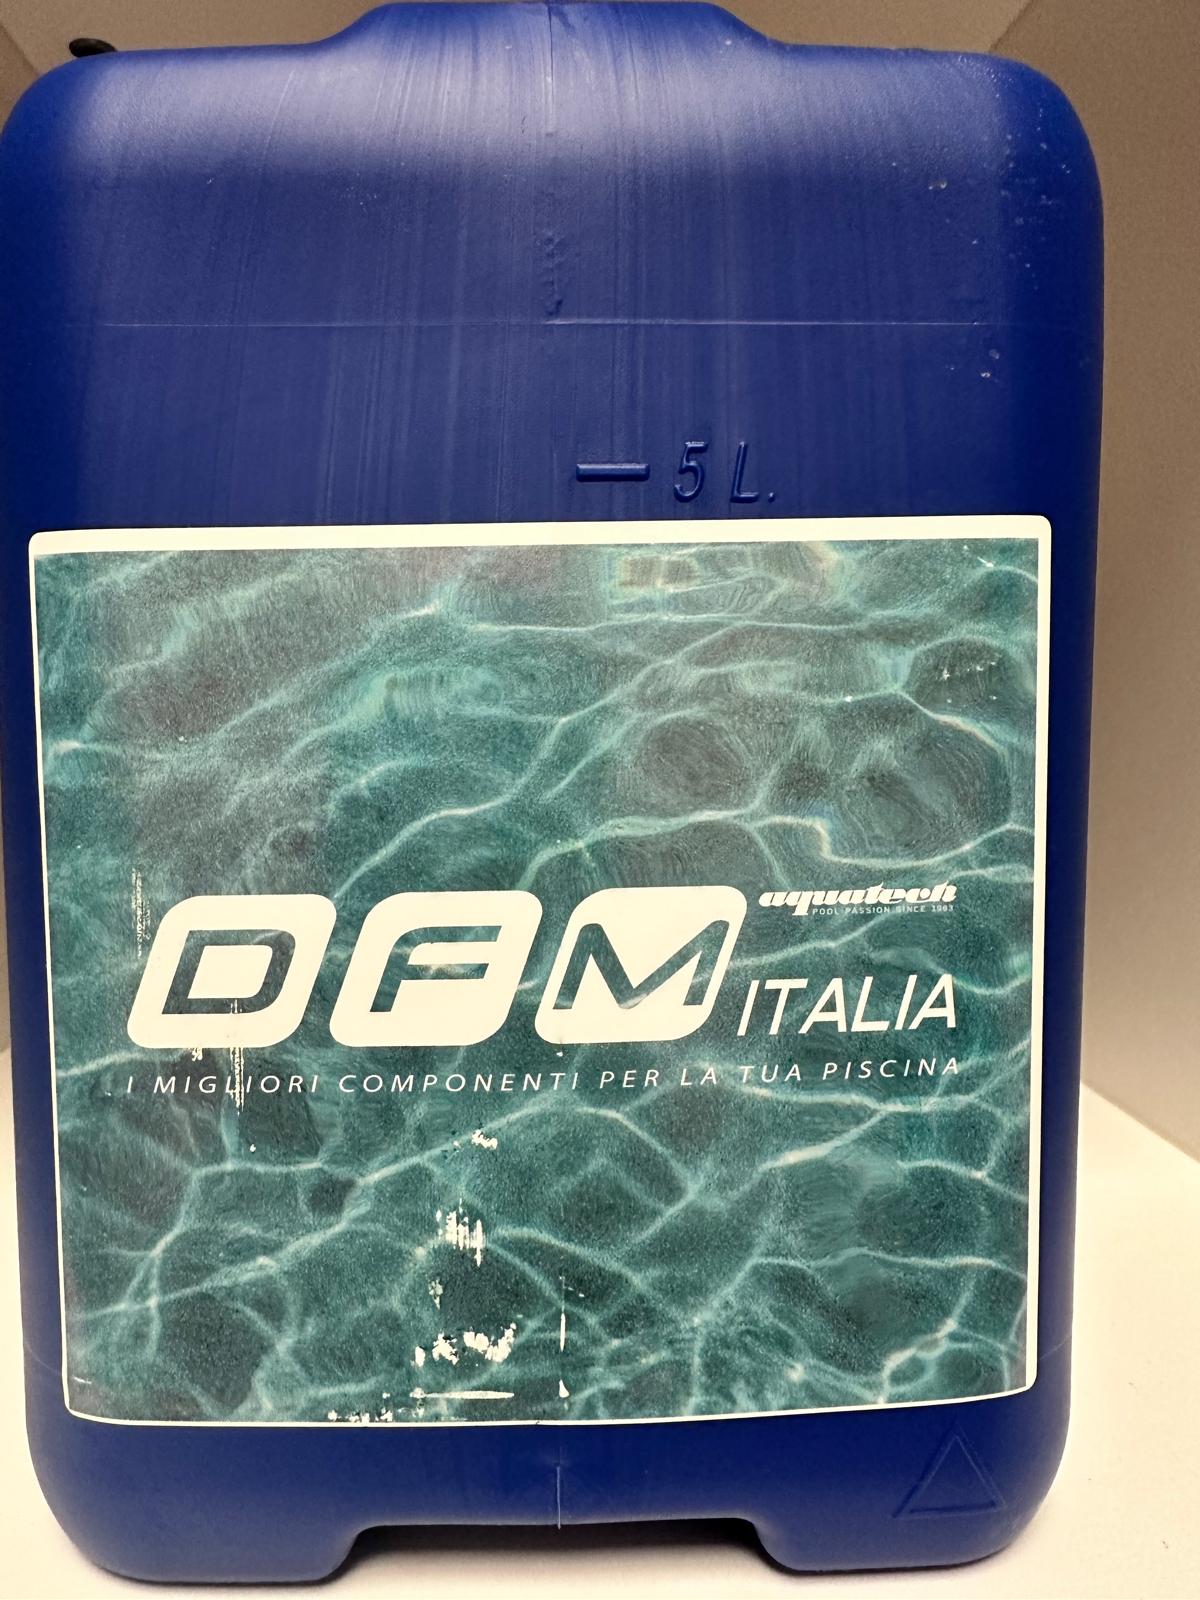 5 L.
aquatech
POOL PASSION SINCE 1983
DFM ITALIA
I MIGLIORI COMPONENTI PER LA TUA PISCINA